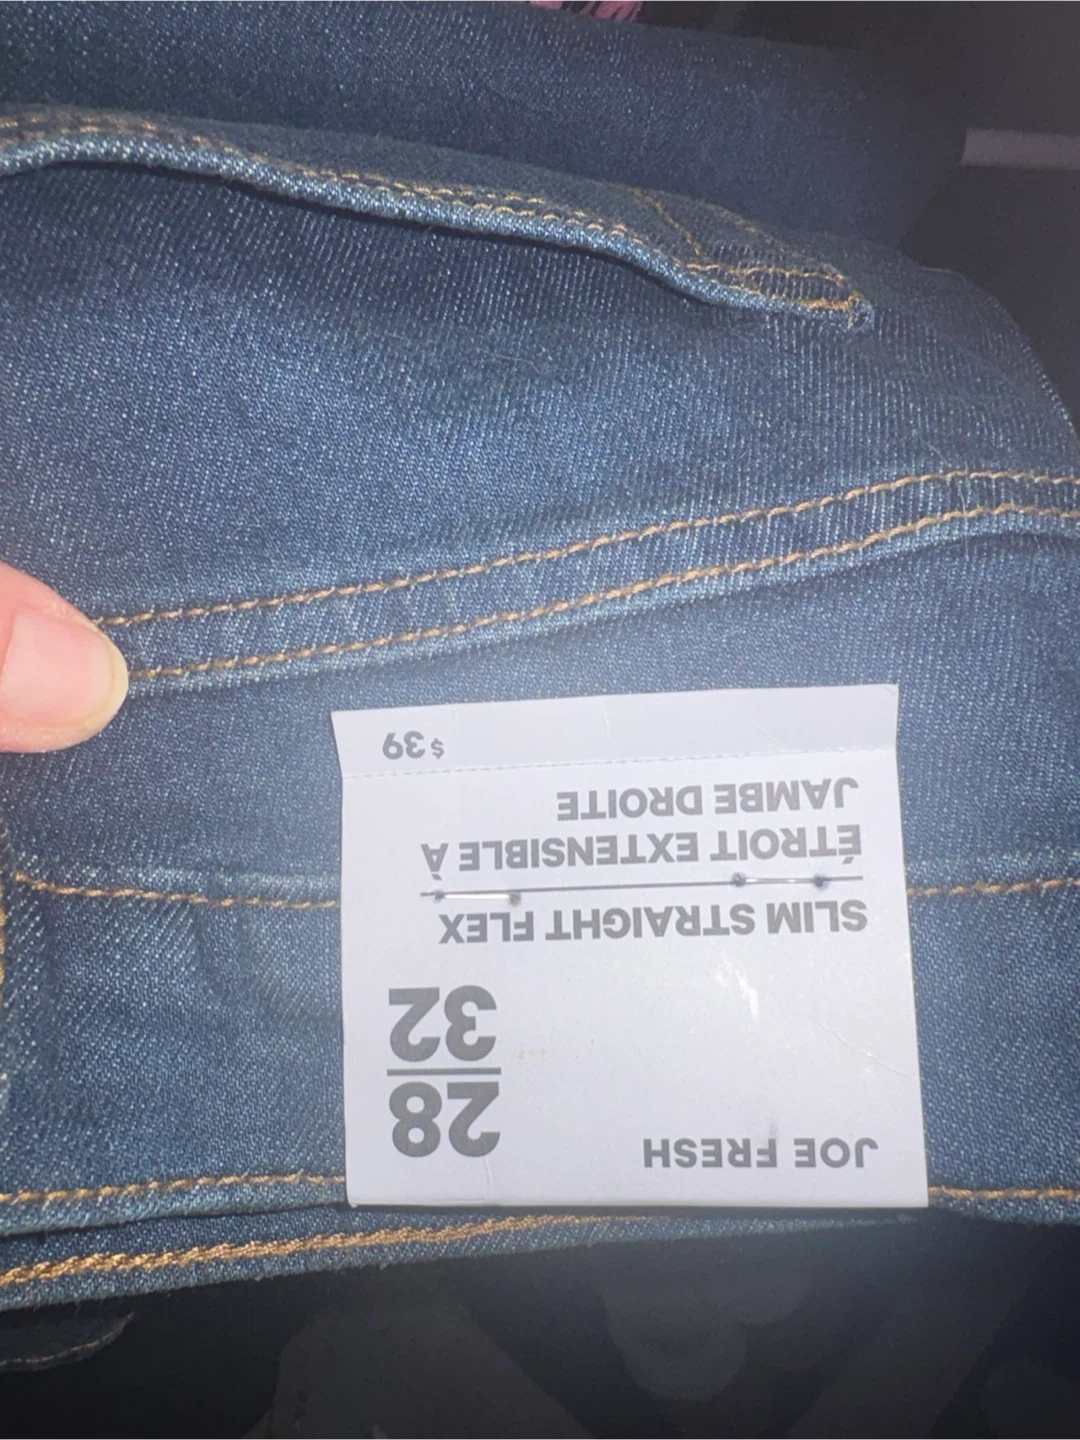 JOE FRESH
28
32
SLIM STRAIGHT FLEX
ÉTROIT EXTENSIBLE À
JAMBE DROITE
$39